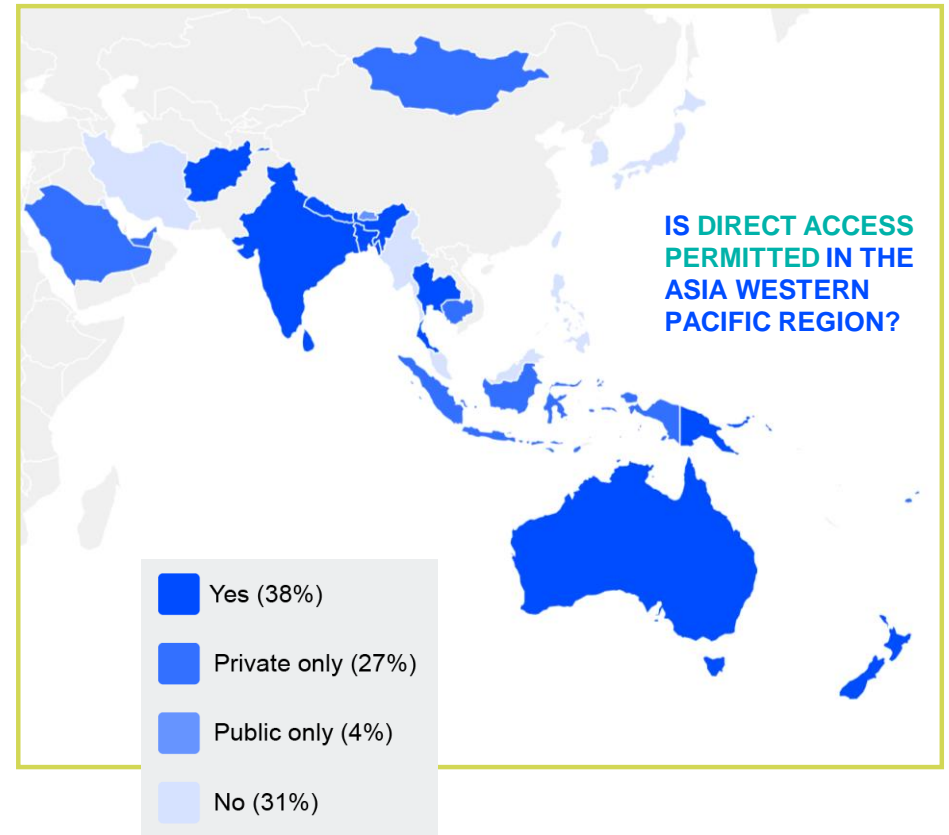 IS DIRECT ACCESS
PERMITTED IN THE
ASIA WESTERN
PACIFIC REGION?
Yes (38%)
Private only (27%)
Public only (4%)
No (31%)